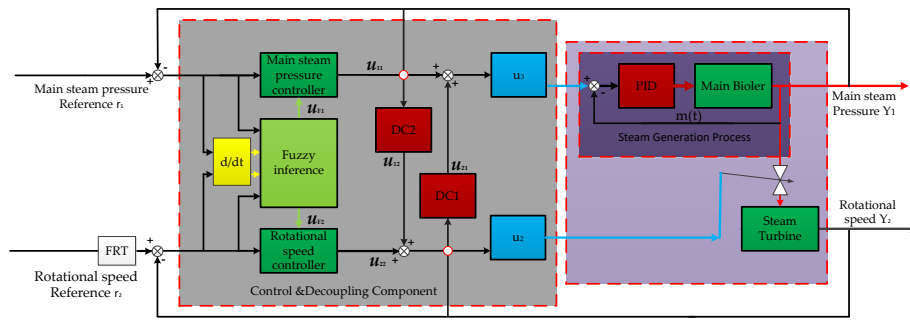 Main steam pressure
Reference r₁
-
+
Main steam
pressure
controller
u₁₁
+
+
u₃
+
-
PID
Main Bioler
m(t)
Steam Generation Process
Main steam
Pressure Y₁
u_F1
d/dt
Fuzzy
inference
DC2
u₁₂
u₂₁
DC1
u_F2
FRT
+
-
Rotational speed
Reference r₂
Rotational
speed
controller
u₂₂
+
+
u₂
Steam
Turbine
Rotational
speed Y₂
Control &Decoupling Component